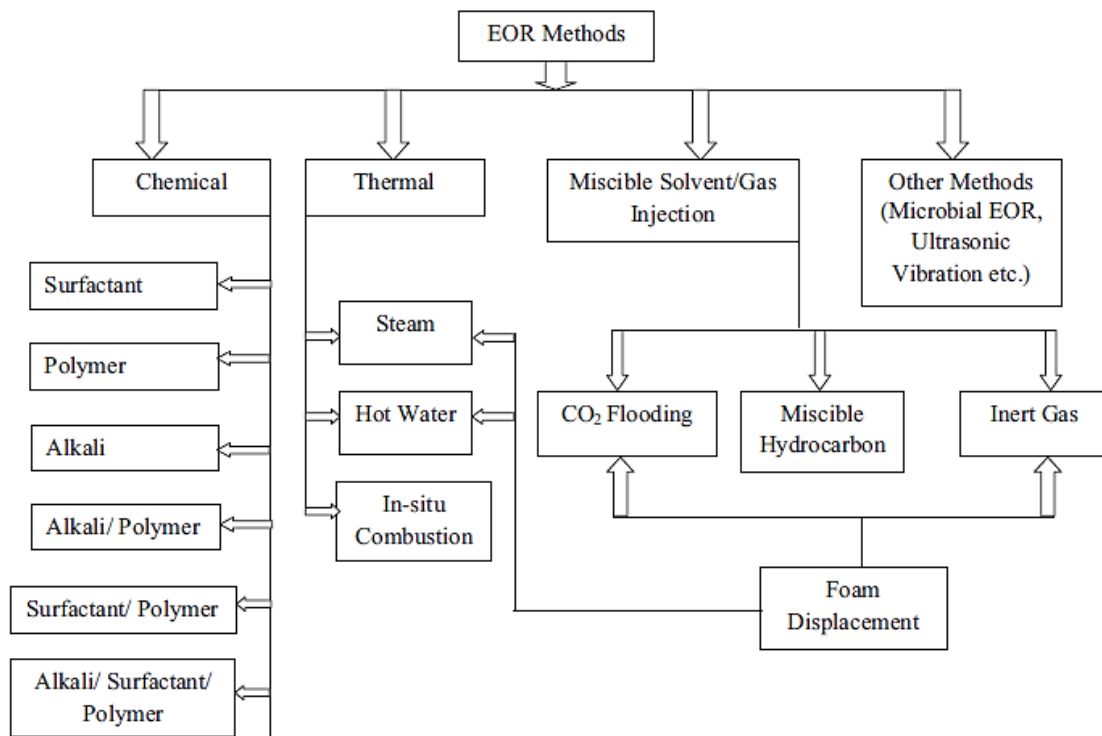 EOR Methods
Chemical
Thermal
Miscible Solvent/Gas
Injection
Other Methods
(Microbial EOR,
Ultrasonic
Vibration etc.)
Surfactant
Polymer
Alkali
Alkali/ Polymer
Surfactant/ Polymer
Alkali/ Surfactant/
Polymer
Steam
Hot Water
In-situ
Combustion
CO₂ Flooding
Miscible
Hydrocarbon
Inert Gas
Foam
Displacement